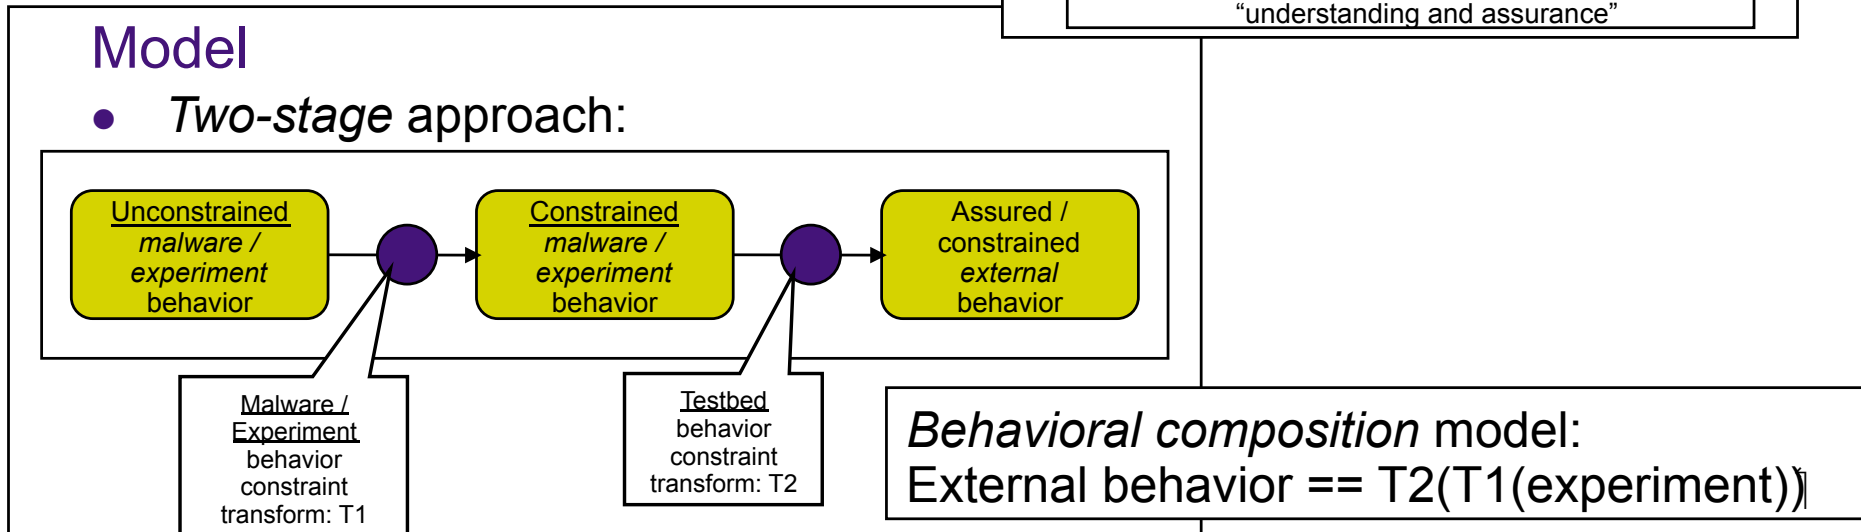 “understanding and assurance”
Model
● Two-stage approach:
Unconstrained
malware /
experiment
behavior
Constrained
malware /
experiment
behavior
Assured /
constrained
external
behavior
Malware /
Experiment
behavior
constraint
transform: T1
Testbed
behavior
constraint
transform: T2
Behavioral composition model:
External behavior == T2(T1(experiment))